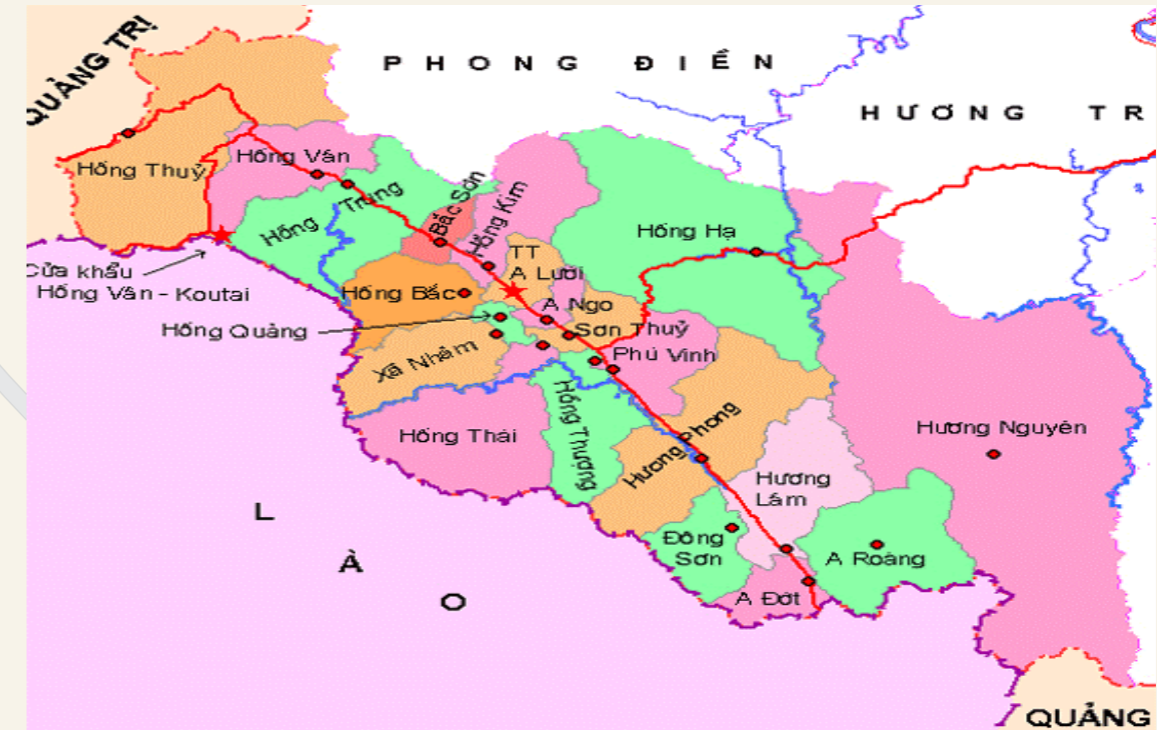 QUẢNG TRỊ
PHONG ĐIỀN
HƯƠNG TR
Hồng Thuỷ
Hồng Vân
Hồng Trung
Bắc Sơn
Hồng Kim
Hồng Hạ
TT
A Lưới
Cửa khẩu
Hồng Vân - Koutai
Hồng Bắc
A Ngo
Hồng Quảng
Sơn Thuỷ
Xã Nhâm
Phú Vinh
Hồng Thái
Hồng Thượng
Hương Phong
Hương Nguyên
Hương
Lâm
LÀO
Đông
Sơn
A Roàng
A Đớt
QUẢNG